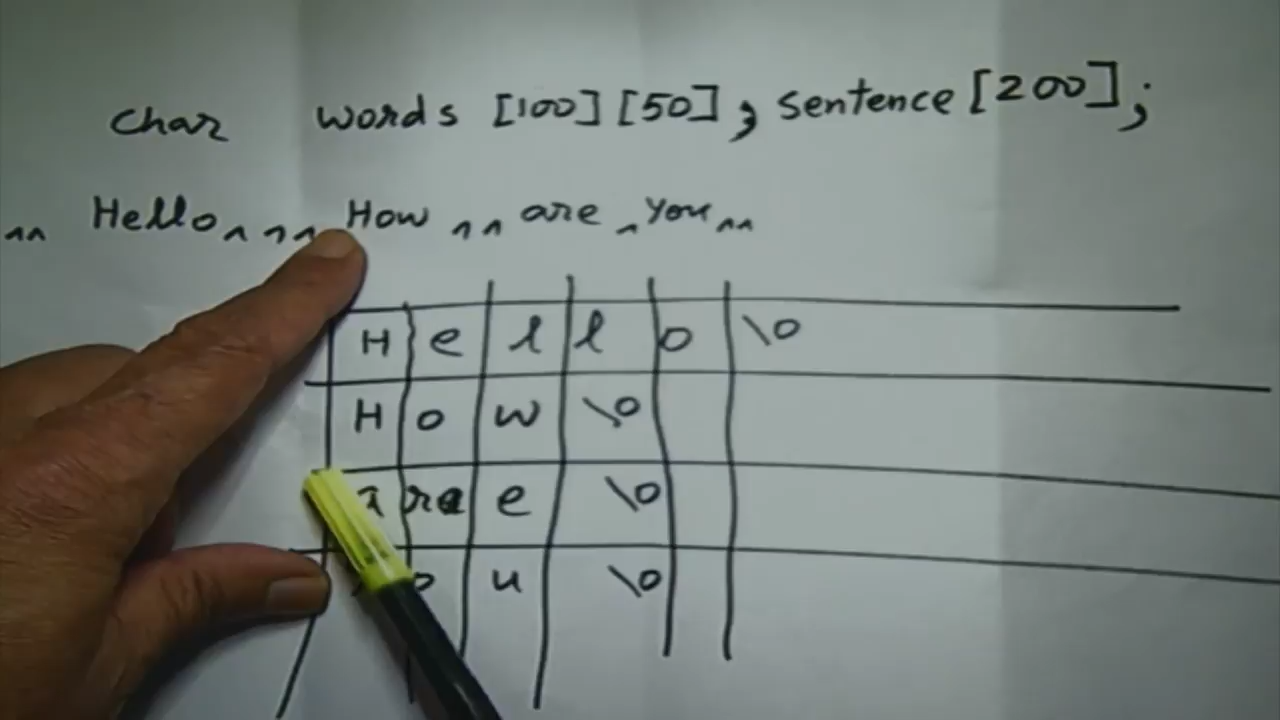 char words [100][50], sentence [200];
^^ Hello ^^^ How ^^ are ^ You ^^
H e l l o \0
H o w \0
a r e \0
o u \0